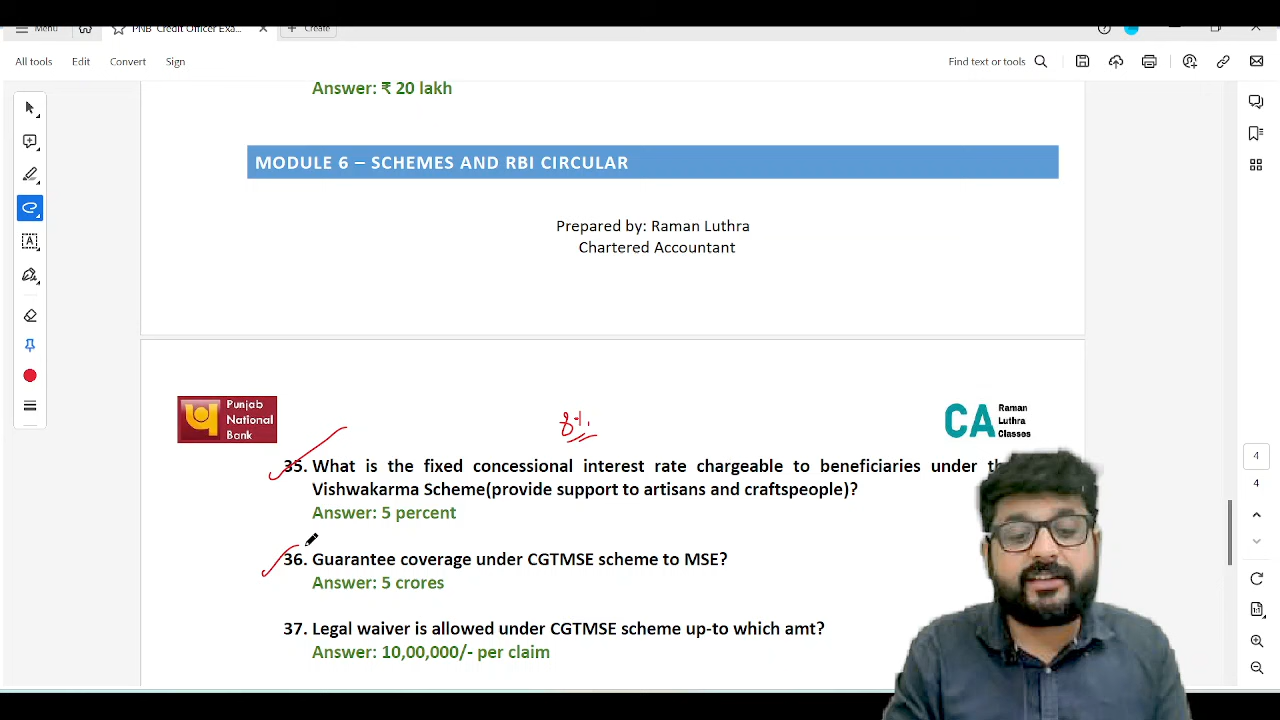 Menu
PNB Credit Officer Exa...
Create
All tools Edit Convert Sign
Find text or tools
Answer: ₹ 20 lakh
MODULE 6 – SCHEMES AND RBI CIRCULAR
Prepared by: Raman Luthra
Chartered Accountant
प
Punjab
National
Bank
8%
CA
Raman
Luthra
Classes
35. What is the fixed concessional interest rate chargeable to beneficiaries under
Vishwakarma Scheme(provide support to artisans and craftspeople)?
Answer: 5 percent
36. Guarantee coverage under CGTMSE scheme to MSE?
Answer: 5 crores
37. Legal waiver is allowed under CGTMSE scheme up-to which amt?
Answer: 10,00,000/- per claim
4
4